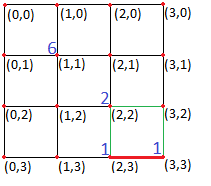 (0,0) (1,0) (2,0) (3,0)
6
(0,1) (1,1) (2,1) (3,1)
2
(0,2) (1,2) (2,2) (3,2)
1 1
(0,3) (1,3) (2,3) (3,3)